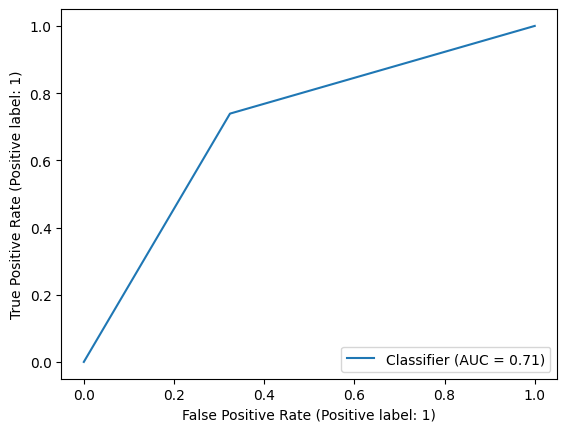 1.0
0.8
0.6
0.4
0.2
0.0
True Positive Rate (Positive label: 1)
Classifier (AUC = 0.71)
0.0 0.2 0.4 0.6 0.8 1.0
False Positive Rate (Positive label: 1)